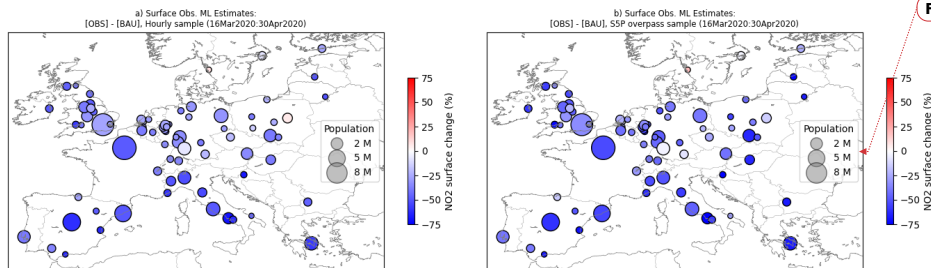 a) Surface Obs. ML Estimates:
[OBS] - [BAU], Hourly sample (16Mar2020:30Apr2020)
Population
2 M
5 M
8 M
75
50
25
0
−25
−50
−75
NO2 surface change (%)
b) Surface Obs. ML Estimates:
[OBS] - [BAU], S5P overpass sample (16Mar2020:30Apr2020)
Population
2 M
5 M
8 M
75
50
25
0
−25
−50
−75
NO2 surface change (%)